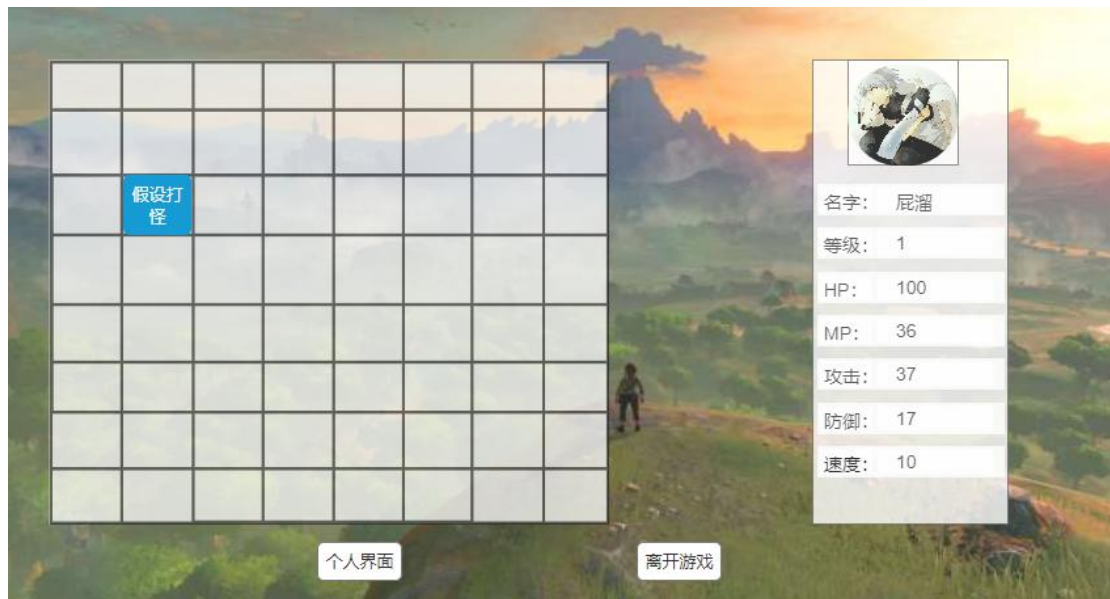 假设打
怪
名字： 屁溜
等级： 1
HP： 100
MP： 36
攻击： 37
防御： 17
速度： 10
个人界面
离开游戏